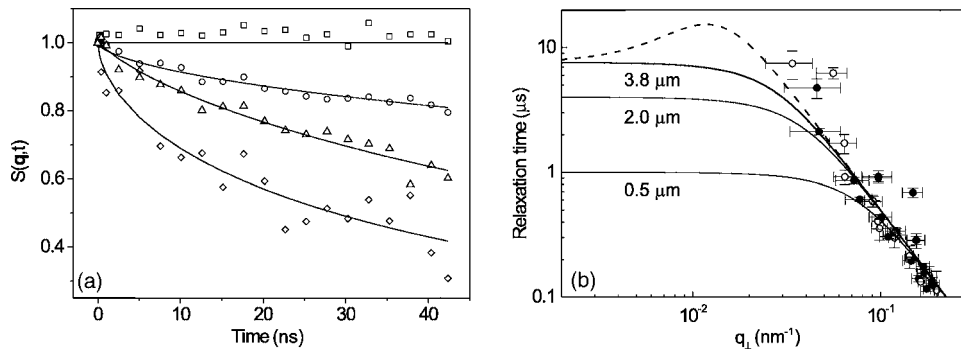 S(q,t)
1.0
0.8
0.6
0.4
0 10 20 30 40
Time (ns)
(a)
Relaxation time (μs)
10
1
0.1
3.8 μm
2.0 μm
0.5 μm
(b)
10⁻² 10⁻¹
q⊥ (nm⁻¹)